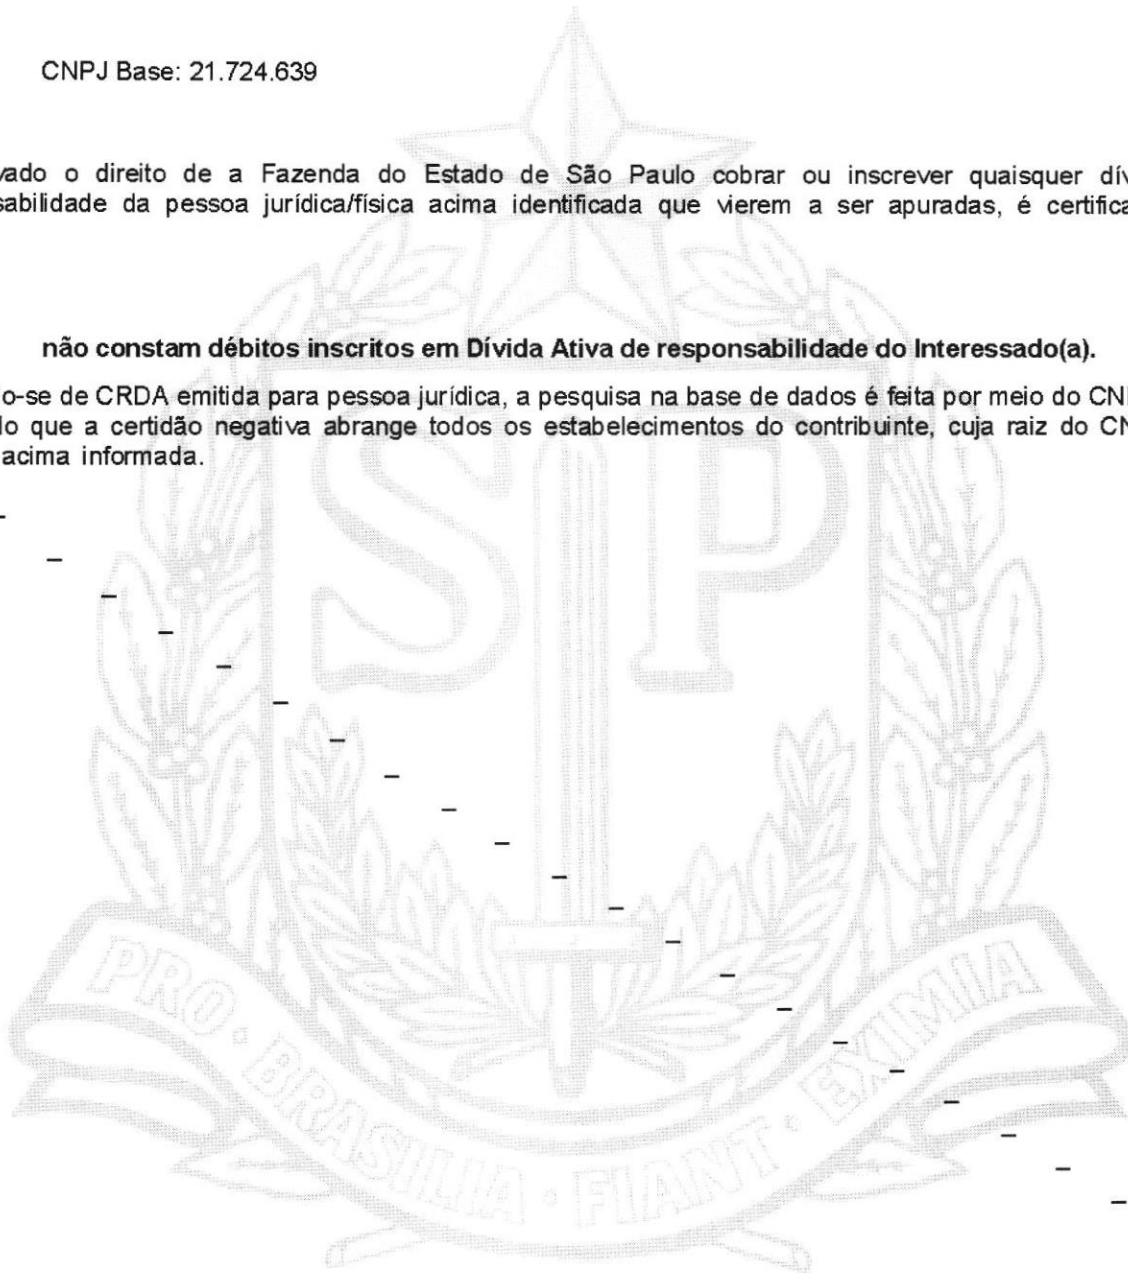 CNPJ Base: 21.724.639
vado o direito de a Fazenda do Estado de São Paulo cobrar ou inscrever quaisquer dív
sabilidade da pessoa jurídica/física acima identificada que vierem a ser apuradas, é certifica
não constam débitos inscritos em Dívida Ativa de responsabilidade do Interessado(a).
o-se de CRDA emitida para pessoa jurídica, a pesquisa na base de dados é feita por meio do CN
do que a certidão negativa abrange todos os estabelecimentos do contribuinte, cuja raiz do CN
acima informada.
SP
PRO · BRASILIA · FIANT · EXIMIA